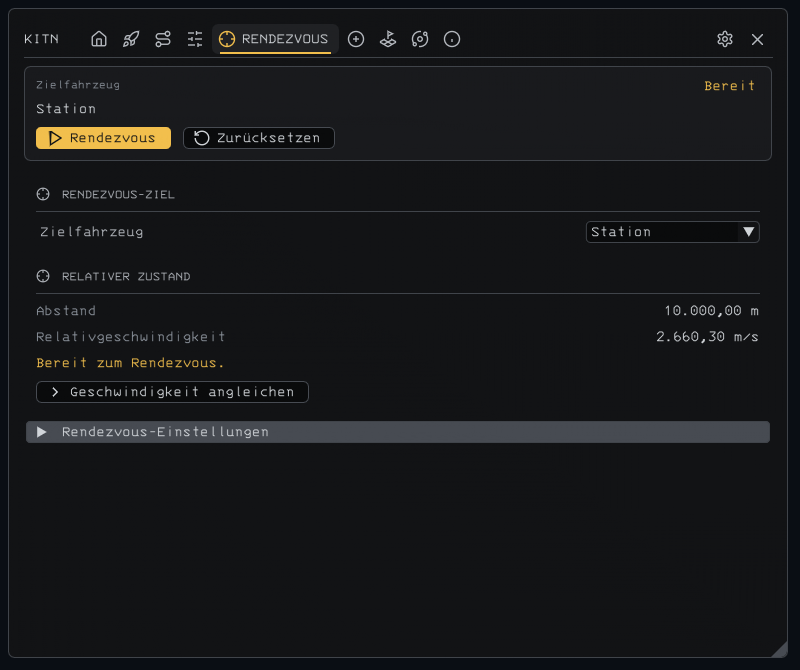 KITN RENDEZVOUS
Zielfahrzeug Bereit
Station
Rendezvous Zurücksetzen
RENDEZVOUS-ZIEL
Zielfahrzeug Station
RELATIVER ZUSTAND
Abstand 10.000,00 m
Relativgeschwindigkeit 2.660,30 m/s
Bereit zum Rendezvous.
Geschwindigkeit angleichen
Rendezvous-Einstellungen